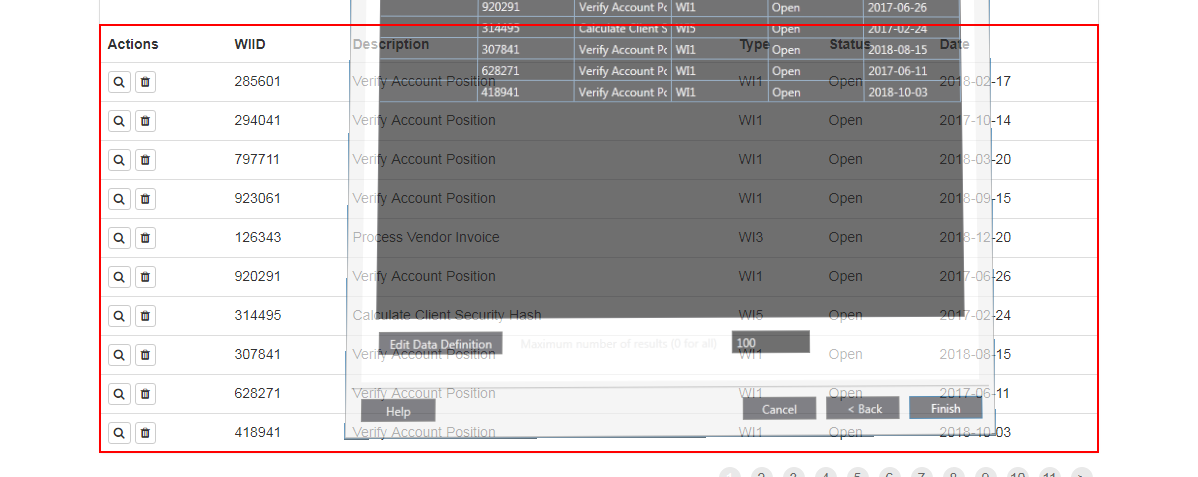 920291 Verify Account Po WI1 Open 2017-06-26
314495 Calculate Client S WI5 Open 2017-02-24
307841 Verify Account Po WI1 Open 2018-08-15
628271 Verify Account Po WI1 Open 2017-06-11
418941 Verify Account Po WI1 Open 2018-10-03
Actions WIID Description Type Status Date
285601 Verify Account Position WI1 Open 2018-02-17
294041 Verify Account Position WI1 Open 2017-10-14
797711 Verify Account Position WI1 Open 2018-03-20
923061 Verify Account Position WI1 Open 2018-09-15
126343 Process Vendor Invoice WI3 Open 2018-12-20
920291 Verify Account Position WI1 Open 2017-06-26
314495 Calculate Client Security Hash WI5 Open 2017-02-24
307841 Verify Account Position WI1 Open 2018-08-15
628271 Verify Account Position WI1 Open 2017-06-11
418941 Verify Account Position WI1 Open 2018-10-03
Edit Data Definition Maximum number of results (0 for all) 100
Help Cancel < Back Finish
1 2 3 4 5 6 7 8 9 10 11 >